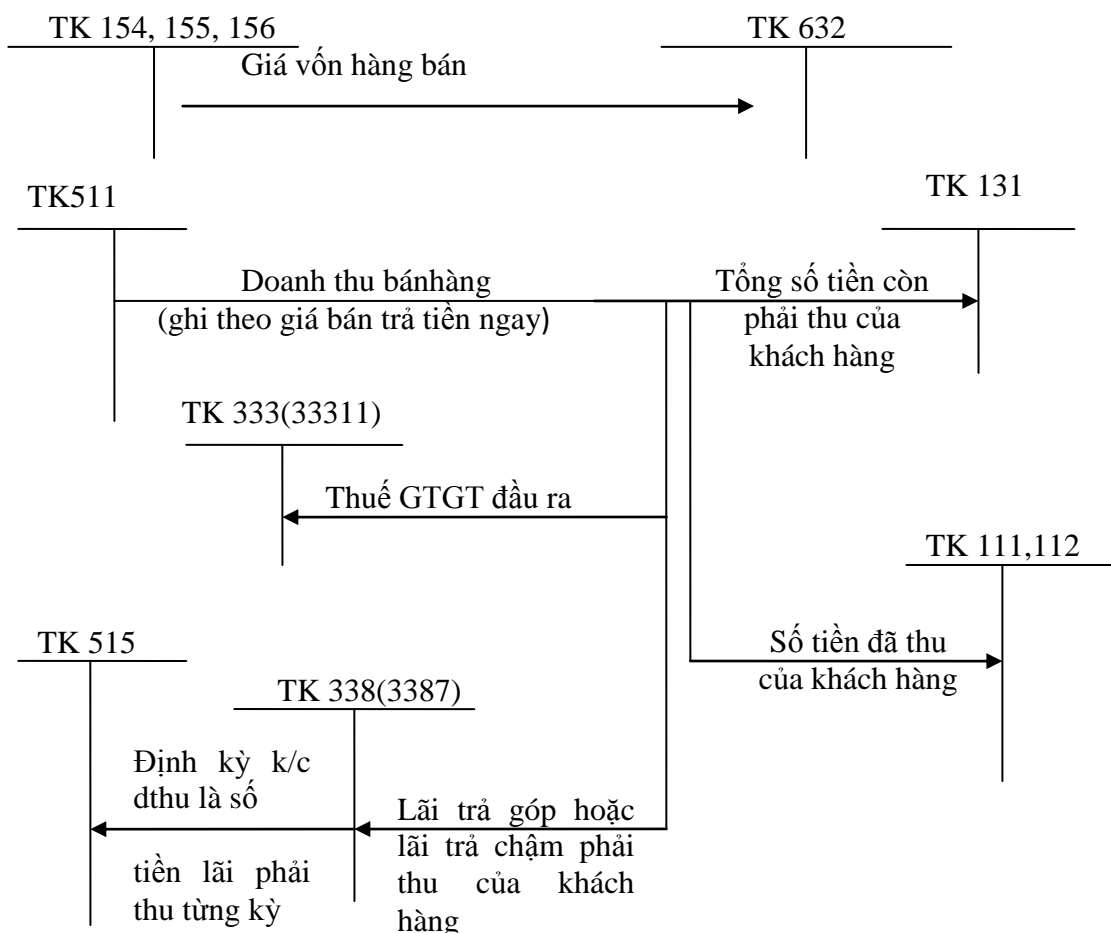 TK 154, 155, 156
TK 632
Giá vốn hàng bán
TK511
TK 131
Doanh thu bánhàng
(ghi theo giá bán trả tiền ngay)
Tổng số tiền còn
phải thu của
khách hàng
TK 333(33311)
Thuế GTGT đầu ra
TK 111,112
Số tiền đã thu
của khách hàng
TK 515
TK 338(3387)
Định kỳ k/c
dthu là số
tiền lãi phải
thu từng kỳ
Lãi trả góp hoặc
lãi trả chậm phải
thu của khách
hàng